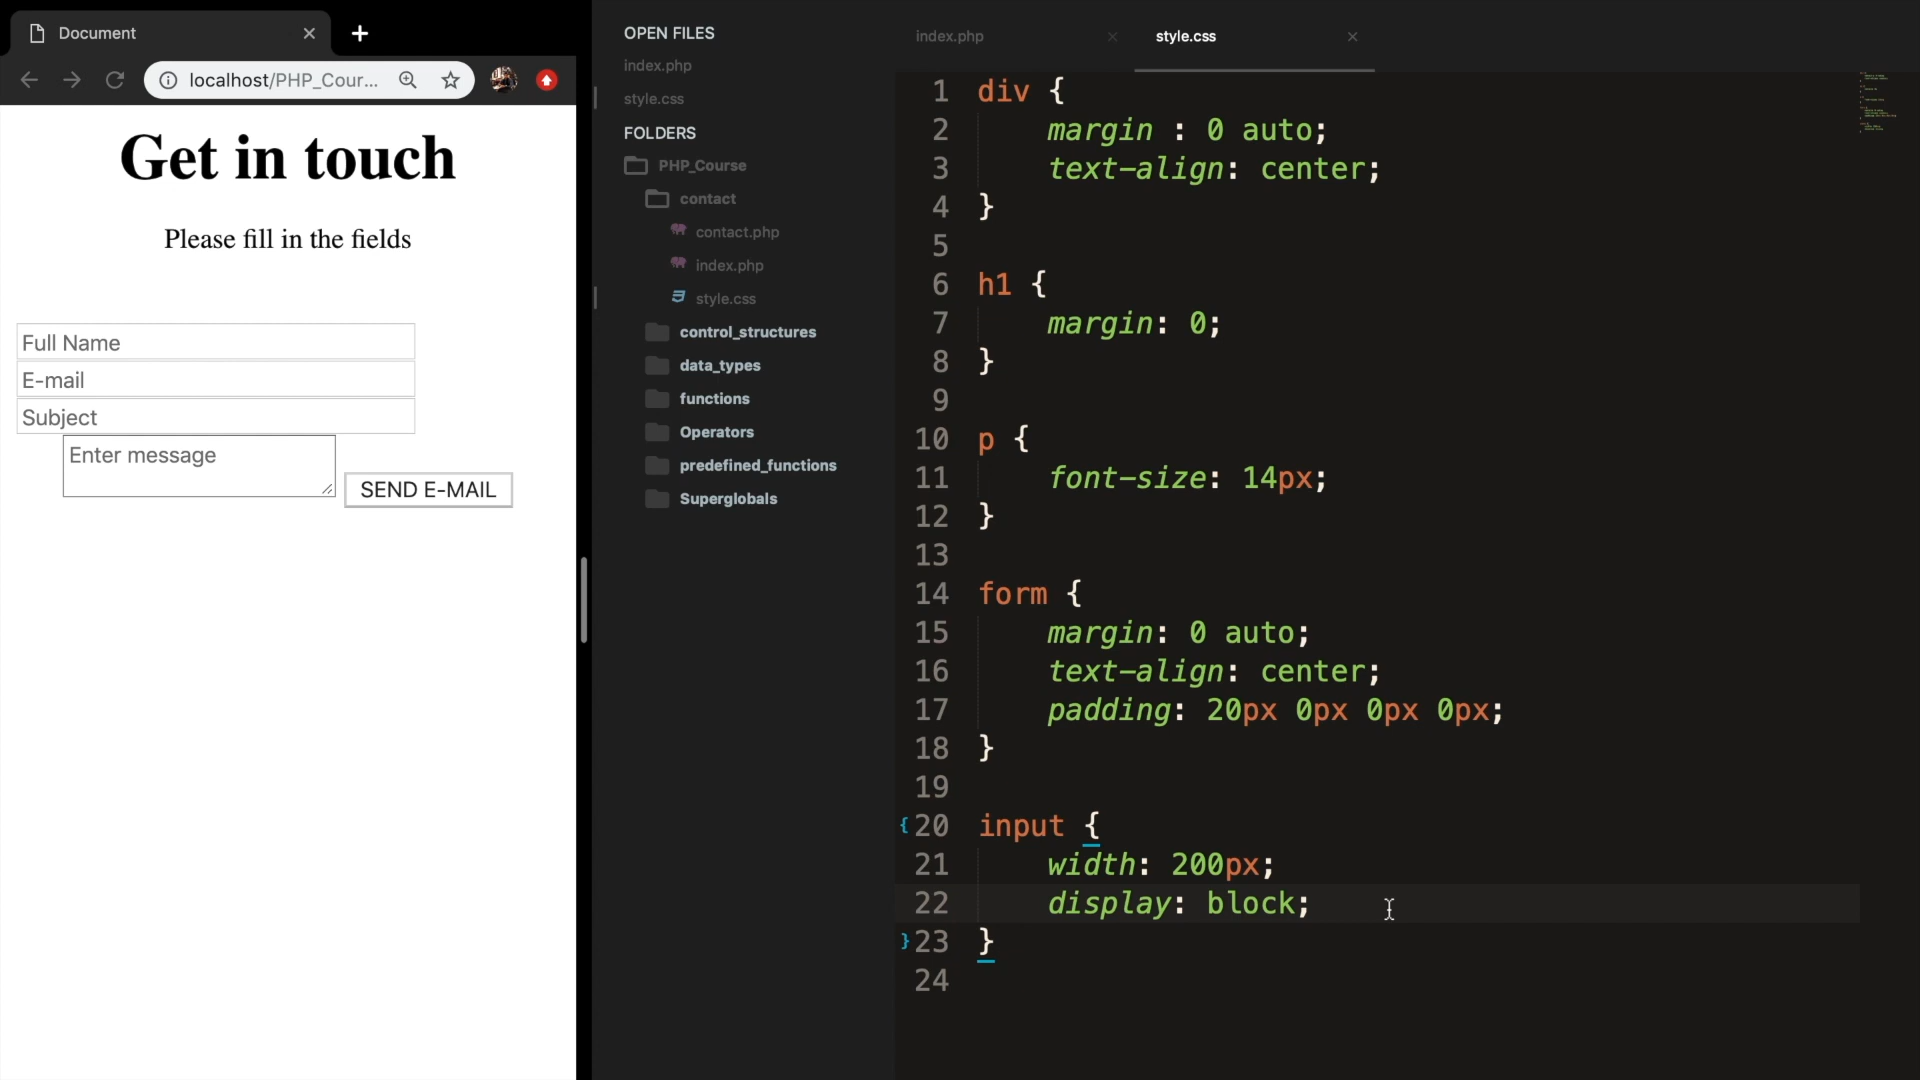 Document
localhost/PHP_Cour...
Get in touch
Please fill in the fields
Full Name
E-mail
Subject
Enter message
SEND E-MAIL
OPEN FILES
index.php
style.css
FOLDERS
PHP_Course
contact
contact.php
index.php
style.css
control_structures
data_types
functions
Operators
predefined_functions
Superglobals
index.php
style.css
1 div {
2 margin : 0 auto;
3 text-align: center;
4 }
5
6 h1 {
7 margin: 0;
8 }
9
10 p {
11 font-size: 14px;
12 }
13
14 form {
15 margin: 0 auto;
16 text-align: center;
17 padding: 20px 0px 0px 0px;
18 }
19
20 input {
21 width: 200px;
22 display: block;
23 }
24